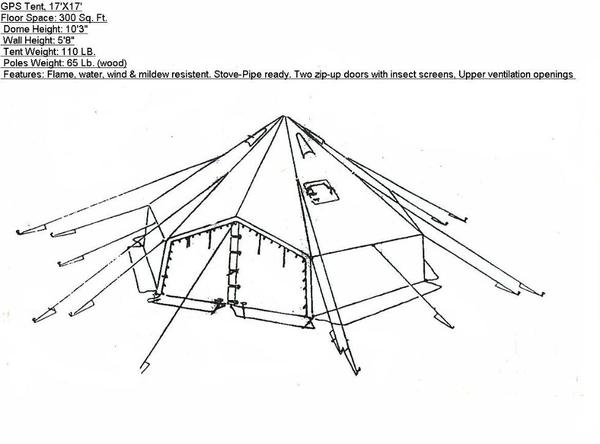 GPS Tent, 17'X17'
Floor Space: 300 Sq. Ft.
Dome Height: 10'3"
Wall Height: 5'8"
Tent Weight: 110 LB.
Poles Weight: 65 Lb. (wood)
Features: Flame, water, wind & mildew resistent. Stove-Pipe ready. Two zip-up doors with insect screens, Upper ventilation openings